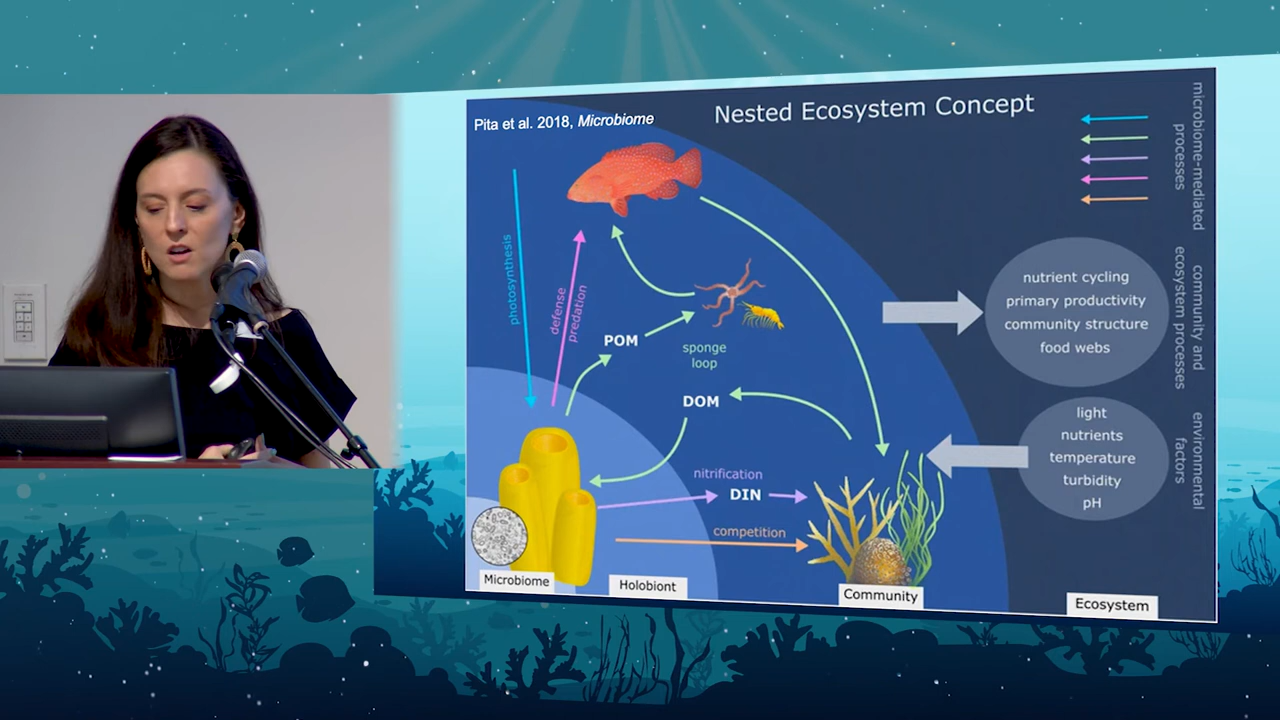 Pita et al. 2018, Microbiome
Nested Ecosystem Concept
microbiome-mediated
processes
photosynthesis
defense
predation
POM
sponge
loop
DOM
nitrification
DIN
competition
nutrient cycling
primary productivity
community structure
food webs
community and
ecosystem processes
light
nutrients
temperature
turbidity
pH
environmental
factors
Microbiome
Holobiont
Community
Ecosystem